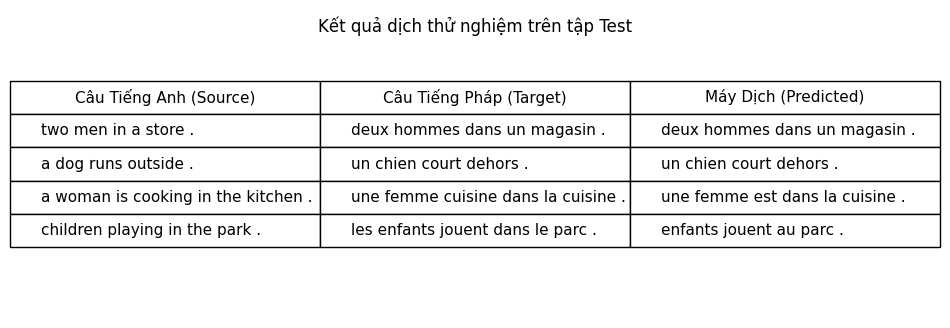 Kết quả dịch thử nghiệm trên tập Test
Câu Tiếng Anh (Source) Câu Tiếng Pháp (Target) Máy Dịch (Predicted)
two men in a store . deux hommes dans un magasin . deux hommes dans un magasin .
a dog runs outside . un chien court dehors . un chien court dehors .
a woman is cooking in the kitchen . une femme cuisine dans la cuisine . une femme est dans la cuisine .
children playing in the park . les enfants jouent dans le parc . enfants jouent au parc .